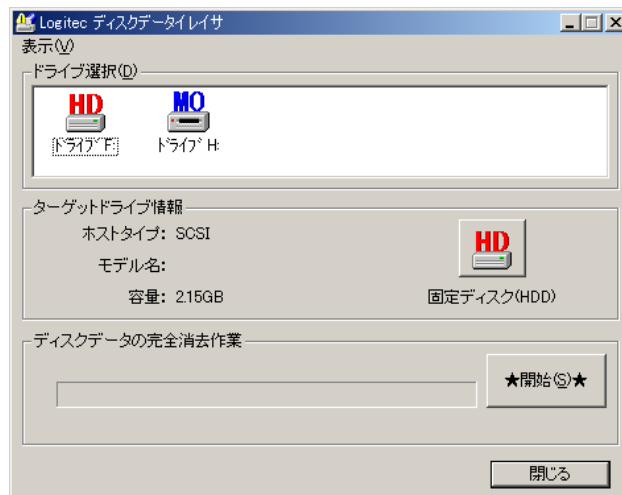 Logitec ディスクデータイレイサ
表示(V)
ドライブ選択(D)
HD
MO
ドライブ F:
ドライブ H:
ターゲットドライブ情報
ホストタイプ: SCSI
モデル名:
容量: 2.15GB
HD
固定ディスク(HDD)
ディスクデータの完全消去作業
★開始(S)★
閉じる